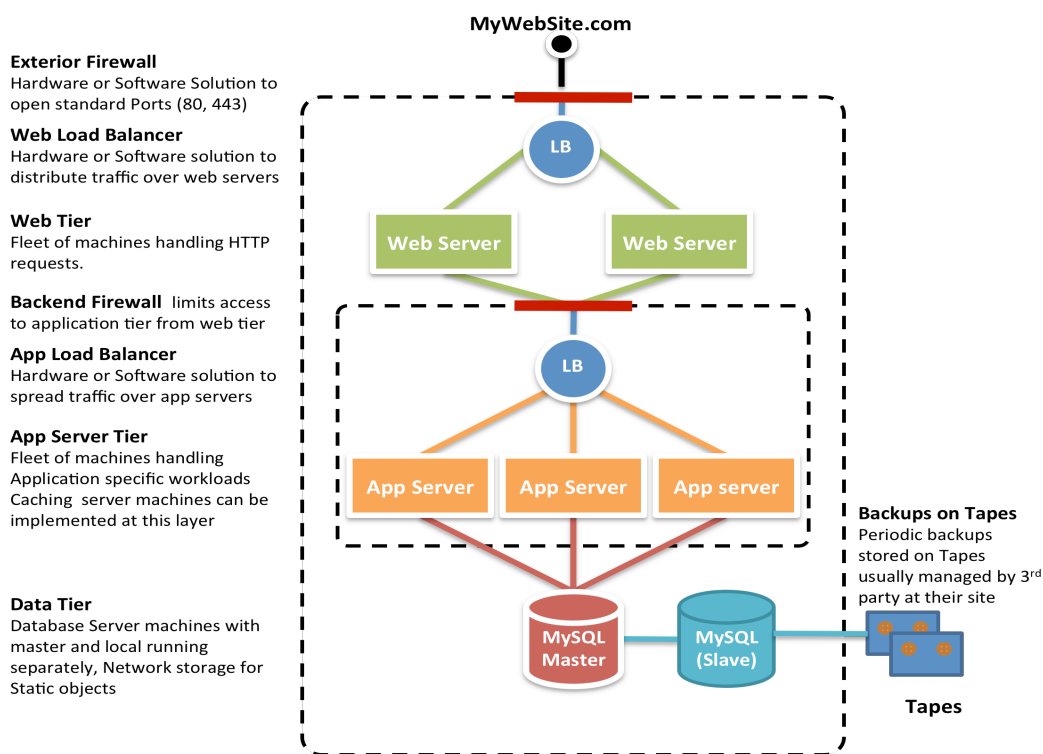 MyWebSite.com
Exterior Firewall
Hardware or Software Solution to
open standard Ports (80, 443)
Web Load Balancer
Hardware or Software solution to
distribute traffic over web servers
LB
Web Tier
Fleet of machines handling HTTP
requests.
Web Server
Web Server
Backend Firewall  limits access
to application tier from web tier
App Load Balancer
Hardware or Software solution to
spread traffic over app servers
LB
App Server Tier
Fleet of machines handling
Application specific workloads
Caching  server machines can be
implemented at this layer
App Server
App Server
App server
Backups on Tapes
Periodic backups
stored on Tapes
usually managed by 3rd
party at their site
Data Tier
Database Server machines with
master and local running
separately, Network storage for
Static objects
MySQL
Master
MySQL
(Slave)
Tapes